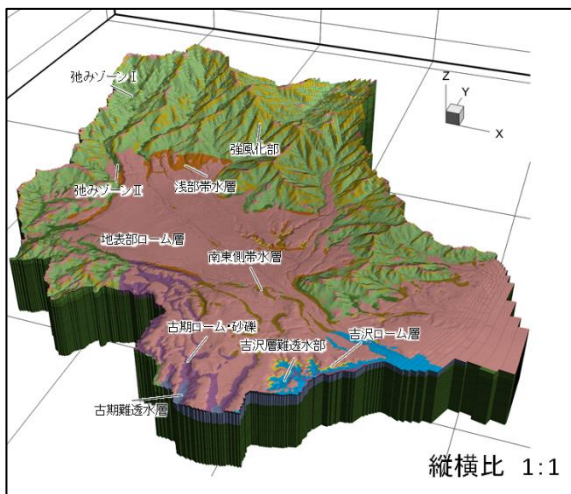 弛みゾーンⅠ
Z
Y
X
強風化部
弛みゾーンⅡ
浅部帯水層
地表部ローム層
南東側帯水層
古期ローム・砂礫
吉沢ローム層
吉沢層難透水部
古期難透水層
縦横比 1:1